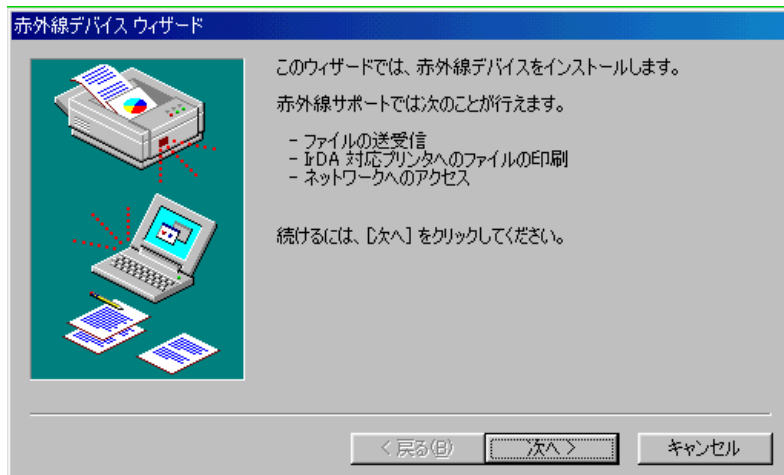 赤外線デバイス ウィザード
このウィザードでは、赤外線デバイスをインストールします。
赤外線サポートでは次のことが行えます。
- ファイルの送受信
- IrDA 対応プリンタへのファイルの印刷
- ネットワークへのアクセス
続けるには、[次へ] をクリックしてください。
< 戻る(B)
次へ >
キャンセル